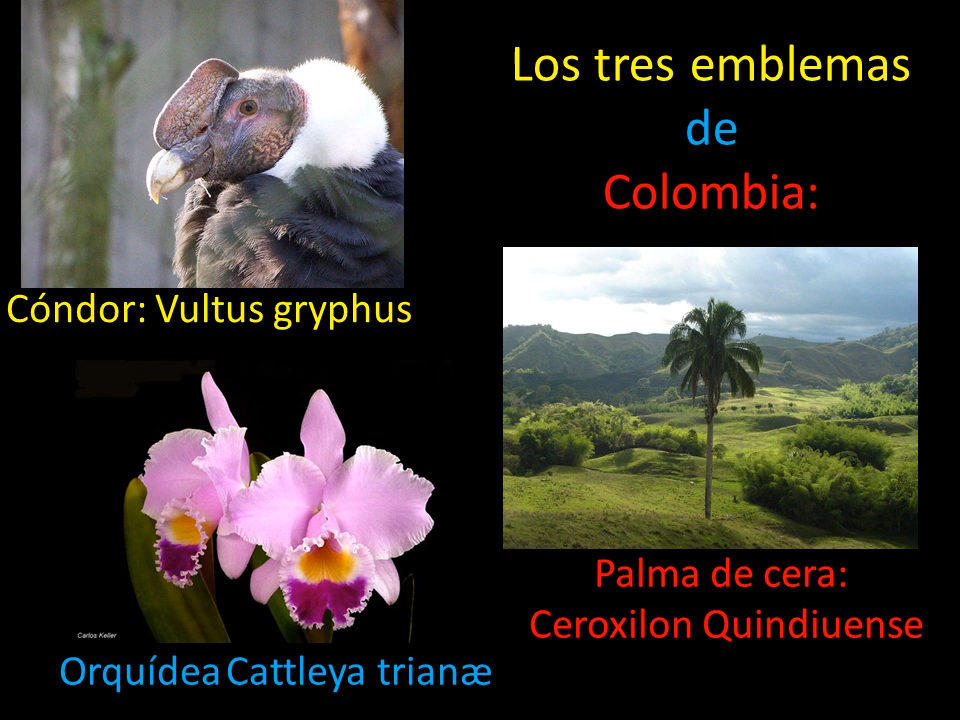 Los tres emblemas
de
Colombia:
Cóndor: Vultus gryphus
Palma de cera:
Ceroxilon Quindiuense
Carlos Keller
Orquídea Cattleya trianæ